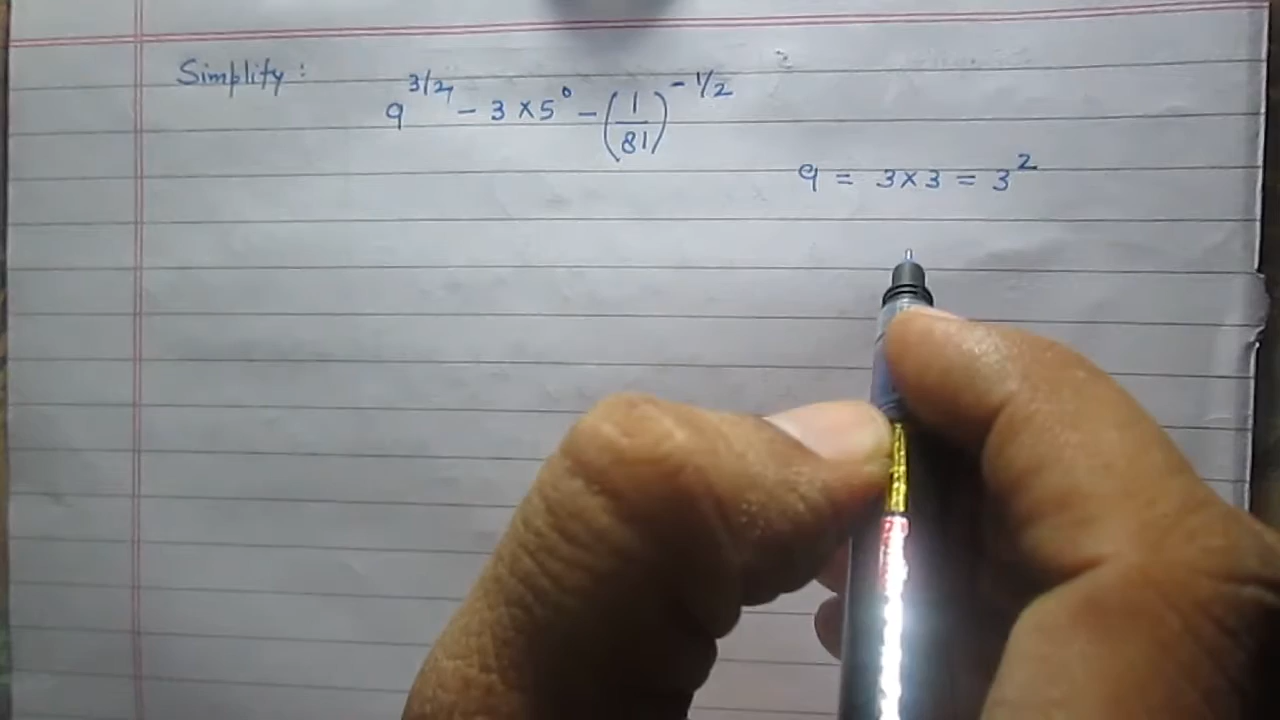 Simplify :
9^{3/2} - 3 × 5^0 - (1/81)^{-1/2}
9 = 3 × 3 = 3^2